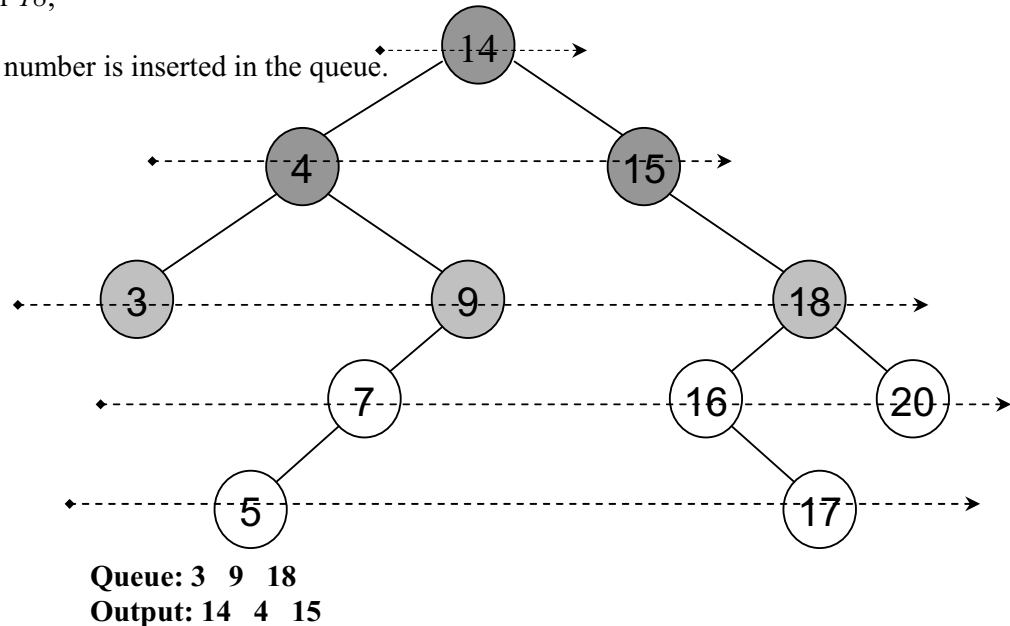 18,
14
number is inserted in the queue.
4 15
3 9 18
7 16 20
5 17
Queue: 3 9 18
Output: 14 4 15